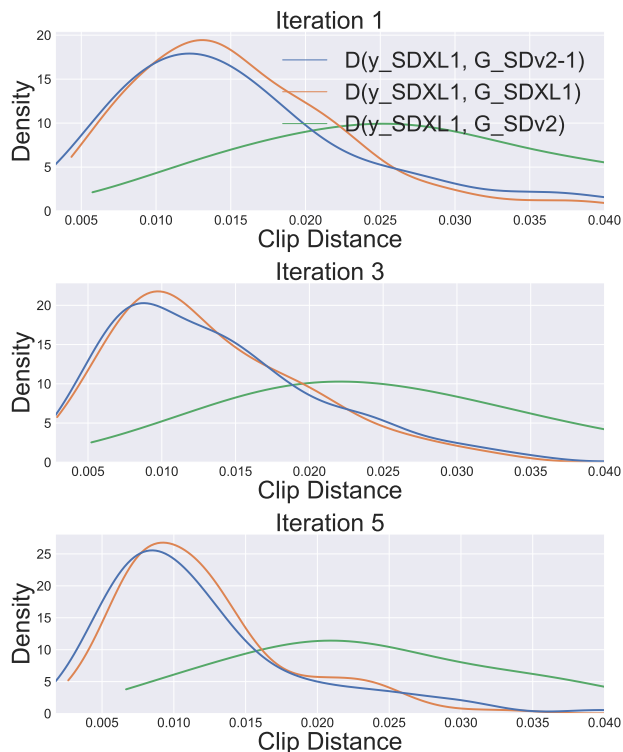 Iteration 1
20
15
10
5
0
Density
D(y_SDXL1, G_SDv2-1)
D(y_SDXL1, G_SDXL1)
D(y_SDXL1, G_SDv2)
0.005 0.010 0.015 0.020 0.025 0.030 0.035 0.040
Clip Distance
Iteration 3
20
15
10
5
0
Density
0.005 0.010 0.015 0.020 0.025 0.030 0.035 0.040
Clip Distance
Iteration 5
25
20
15
10
5
0
Density
0.005 0.010 0.015 0.020 0.025 0.030 0.035 0.040
Clip Distance